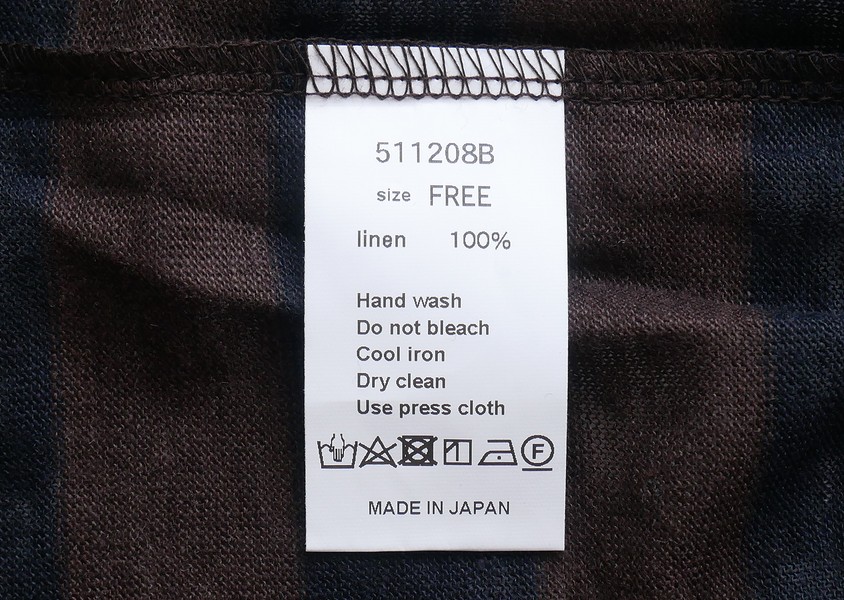 511208B
size FREE
linen 100%
Hand wash
Do not bleach
Cool iron
Dry clean
Use press cloth
F
MADE IN JAPAN